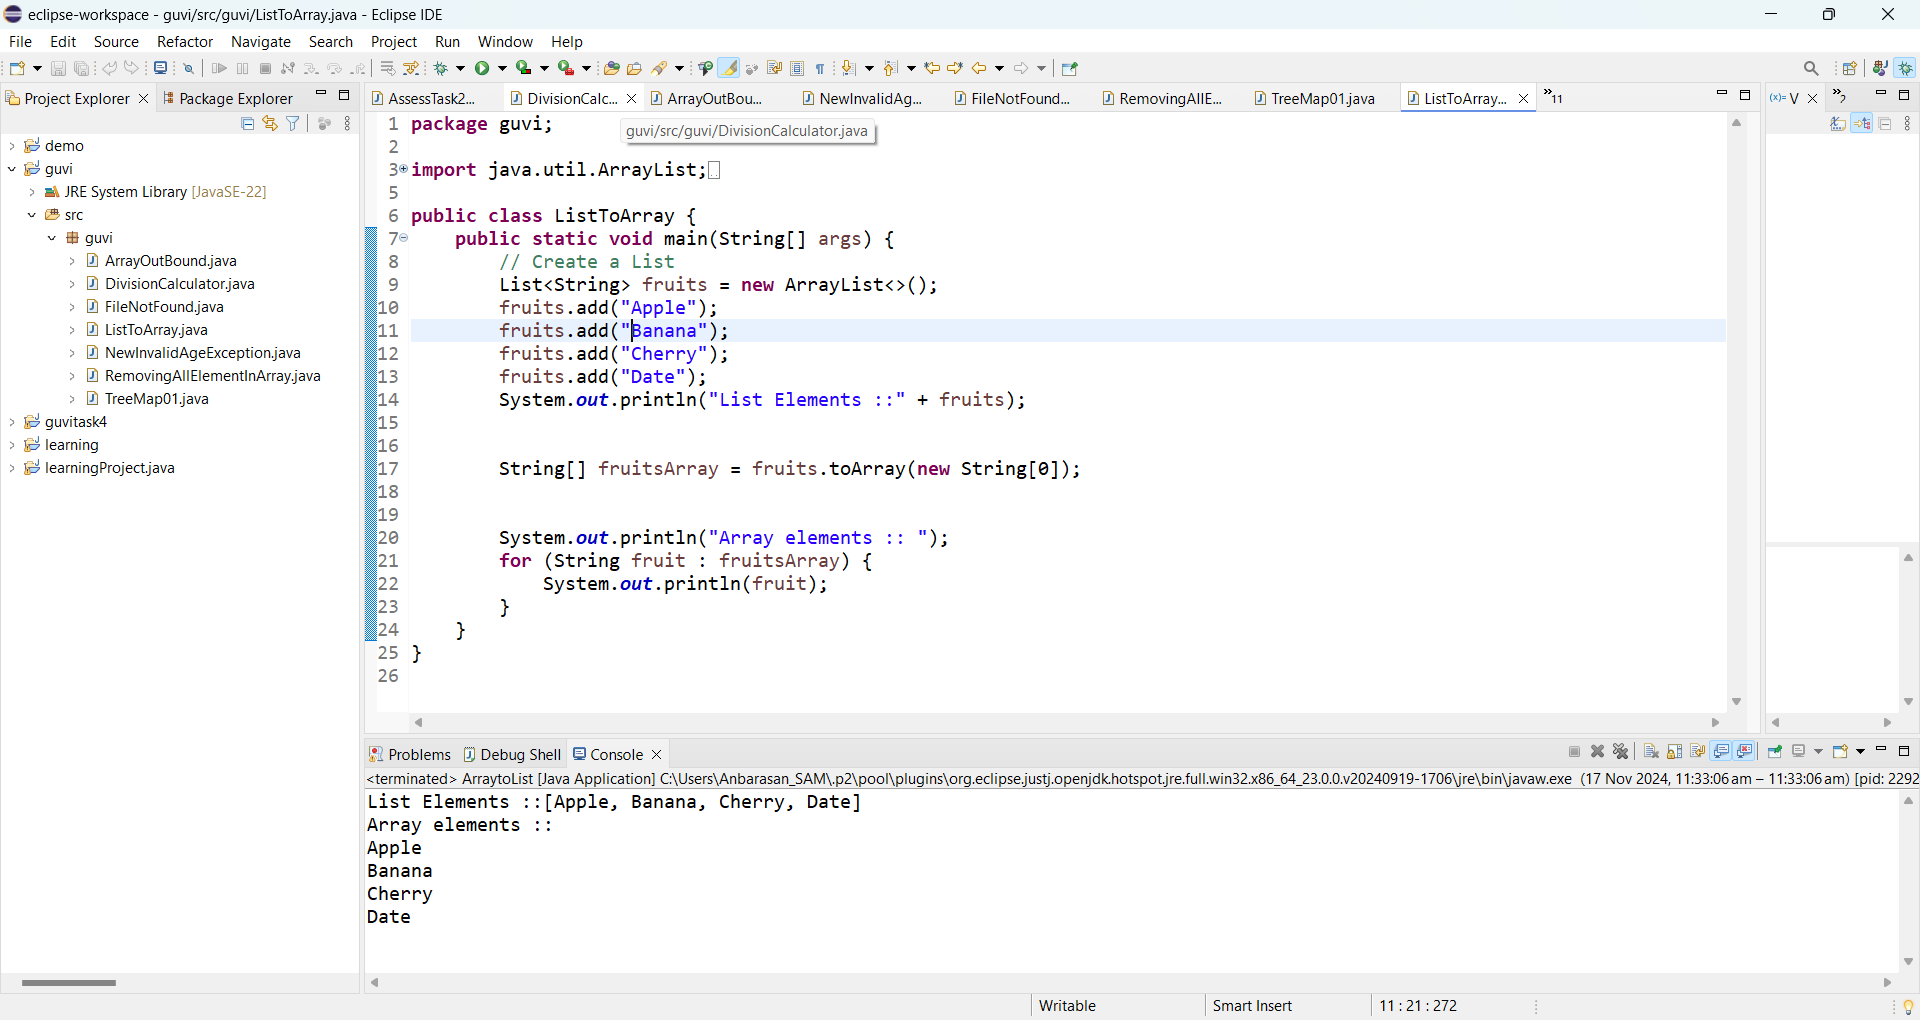 eclipse-workspace - guvi/src/guvi/ListToArray.java - Eclipse IDE
File Edit Source Refactor Navigate Search Project Run Window Help
Project Explorer Package Explorer
demo
guvi
JRE System Library [JavaSE-22]
src
guvi
ArrayOutBound.java
DivisionCalculator.java
FileNotFound.java
ListToArray.java
NewInvalidAgeException.java
RemovingAllElementInArray.java
TreeMap01.java
guvitask4
learning
learningProject.java
AssessTask2... DivisionCalc... ArrayOutBou... NewInvalidAg... FileNotFound... RemovingAllE... TreeMap01.java ListToArray... »11
guvi/src/guvi/DivisionCalculator.java
1 package guvi;
2
3 import java.util.ArrayList;
5
6 public class ListToArray {
7     public static void main(String[] args) {
8         // Create a List
9         List<String> fruits = new ArrayList<>();
10         fruits.add("Apple");
11         fruits.add("Banana");
12         fruits.add("Cherry");
13         fruits.add("Date");
14         System.out.println("List Elements ::" + fruits);
15
16
17         String[] fruitsArray = fruits.toArray(new String[0]);
18
19
20         System.out.println("Array elements :: ");
21         for (String fruit : fruitsArray) {
22             System.out.println(fruit);
23         }
24     }
25 }
26
(x)= V »2
Problems Debug Shell Console
<terminated> ArraytoList [Java Application] C:\Users\Anbarasan_SAM\.p2\pool\plugins\org.eclipse.justj.openjdk.hotspot.jre.full.win32.x86_64_23.0.0.v20240919-1706\jre\bin\javaw.exe (17 Nov 2024, 11:33:06 am – 11:33:06 am) [pid: 2292
List Elements ::[Apple, Banana, Cherry, Date]
Array elements ::
Apple
Banana
Cherry
Date
Writable Smart Insert 11 : 21 : 272